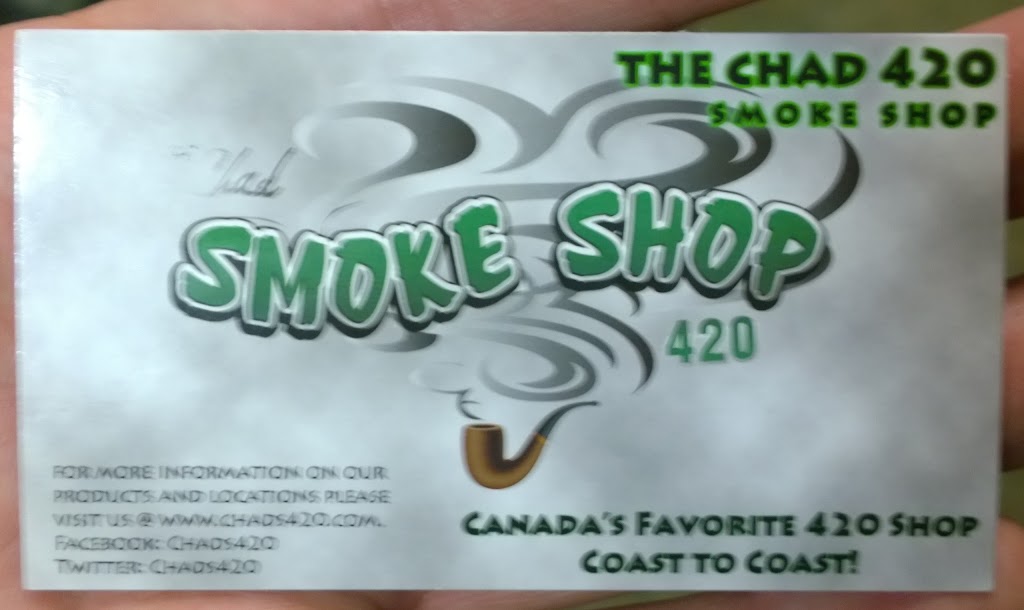 THE CHAD 420
SMOKE SHOP
Chad
SMOKE SHOP
420
FOR MORE INFORMATION ON OUR
PRODUCTS AND LOCATIONS PLEASE
VISIT US @ WWW.CHADS420.COM.
FACEBOOK: CHADS420
TWITTER: CHADS420
CANADA'S FAVORITE 420 SHOP
COAST TO COAST!